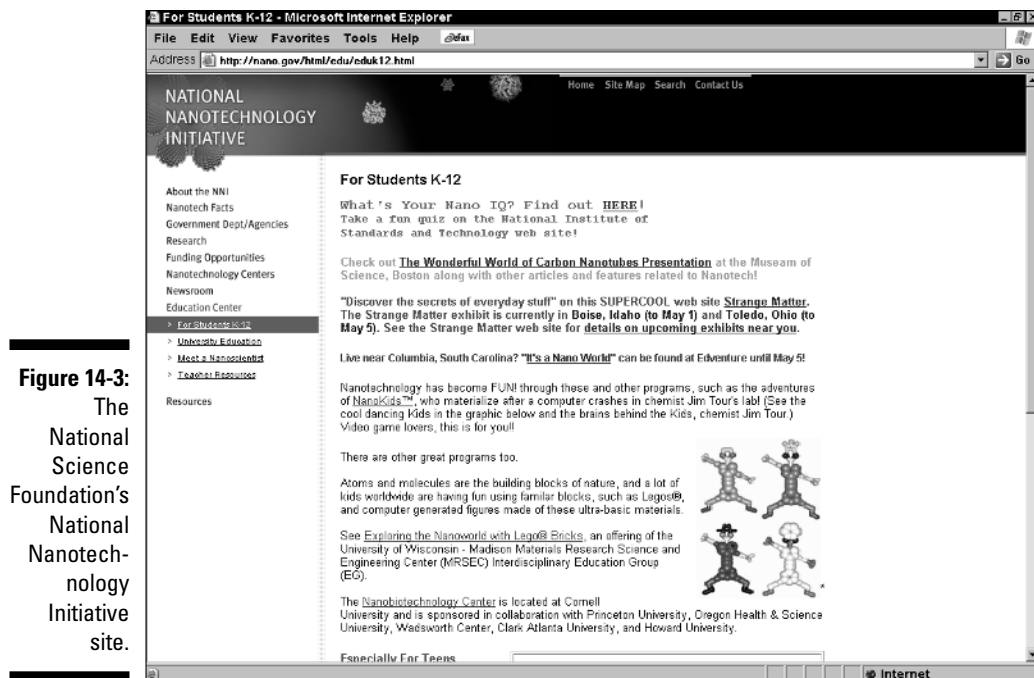 For Students K-12 - Microsoft Internet Explorer
File Edit View Favorites Tools Help eFax
Address http://nano.gov/html/edu/eduk12.html Go
Home Site Map Search Contact Us
NATIONAL
NANOTECHNOLOGY
INITIATIVE
About the NNI
Nanotech Facts
Government Dept/Agencies
Research
Funding Opportunities
Nanotechnology Centers
Newsroom
Education Center
> For Students K-12
> University Education
> Meet a Nanoscientist
> Teacher Resources
Resources
For Students K-12
What's Your Nano IQ? Find out HERE!
Take a fun quiz on the National Institute of
Standards and Technology web site!
Check out The Wonderful World of Carbon Nanotubes Presentation at the Museam of
Science, Boston along with other articles and features related to Nanotech!
"Discover the secrets of everyday stuff" on this SUPERCOOL web site Strange Matter.
The Strange Matter exhibit is currently in Boise, Idaho (to May 1) and Toledo, Ohio (to
May 5). See the Strange Matter web site for details on upcoming exhibits near you.
Live near Columbia, South Carolina? "It's a Nano World" can be found at Edventure until May 5!
Nanotechnology has become FUN! through these and other programs, such as the adventures
of NanoKids™, who materialize after a computer crashes in chemist Jim Tour's lab! (See the
cool dancing Kids in the graphic below and the brains behind the Kids, chemist Jim Tour.)
Video game lovers, this is for you!!
There are other great programs too.
Atoms and molecules are the building blocks of nature, and a lot of
kids worldwide are having fun using familar blocks, such as Legos®,
and computer generated figures made of these ultra-basic materials.
See Exploring the Nanoworld with Lego® Bricks, an offering of the
University of Wisconsin - Madison Materials Research Science and
Engineering Center (MRSEC) Interdisciplinary Education Group
(EG).
The Nanobiotechnology Center is located at Cornell
University and is sponsored in collaboration with Princeton University, Oregon Health & Science
University, Wadsworth Center, Clark Atlanta University, and Howard University.
Especially For Teens
Internet
Figure 14-3:
The
National
Science
Foundation's
National
Nanotech-
nology
Initiative
site.